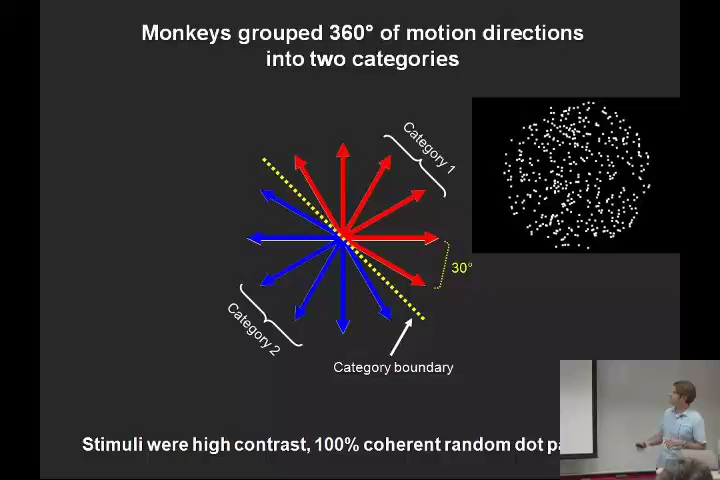 Monkeys grouped 360° of motion directions
into two categories
Category 1
30°
Category 2
Category boundary
Stimuli were high contrast, 100% coherent random dot